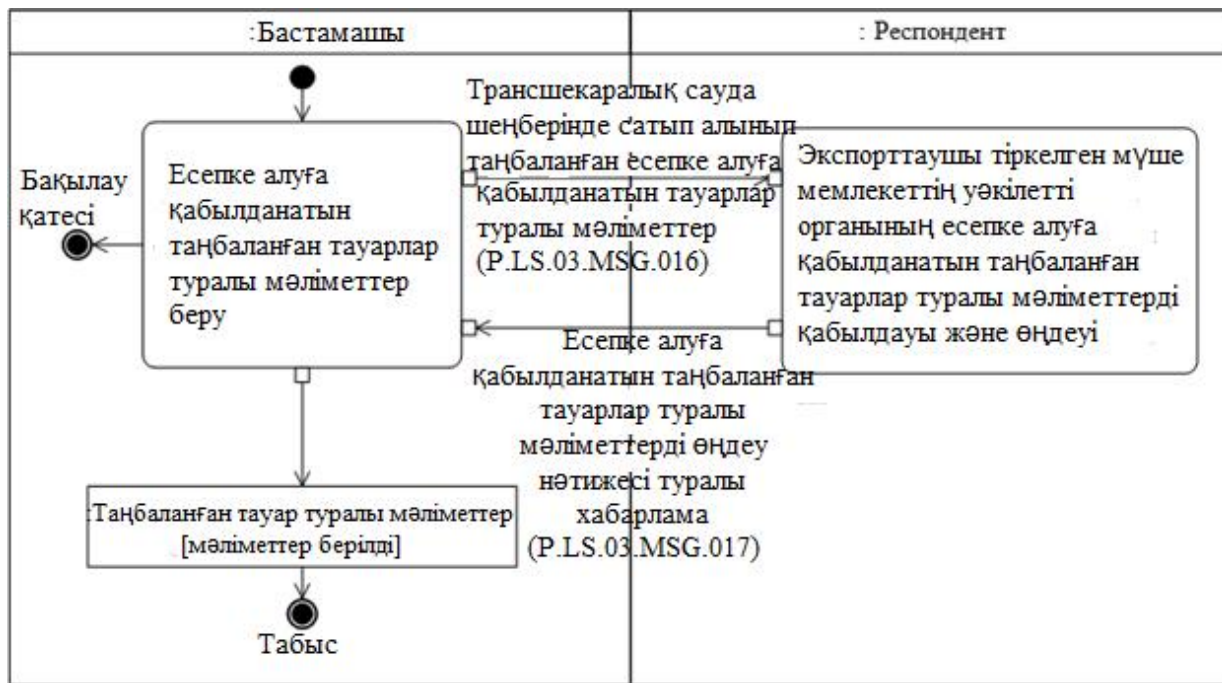 :Бастамашы
: Респондент
Трансшекаралық сауда
шеңберінде сатып алынып
таңбаланған есепке алуға
қабылданатын тауарлар
туралы мәліметтер
(P.LS.03.MSG.016)
Бақылау
қатесі
Есепке алуға
қабылданатын
таңбаланған тауарлар
туралы мәліметтер
беру
Экспорттаушы тіркелген мүше
мемлекеттің уәкілетті
органының есепке алуға
қабылданатын таңбаланған
тауарлар туралы мәліметтерді
қабылдауы және өңдеуі
Есепке алуға
қабылданатын таңбаланған
тауарлар туралы
мәліметтерді өңдеу
нәтижесі туралы
хабарлама
(P.LS.03.MSG.017)
:Таңбаланған тауар туралы мәліметтер
[мәліметтер берілді]
Табыс